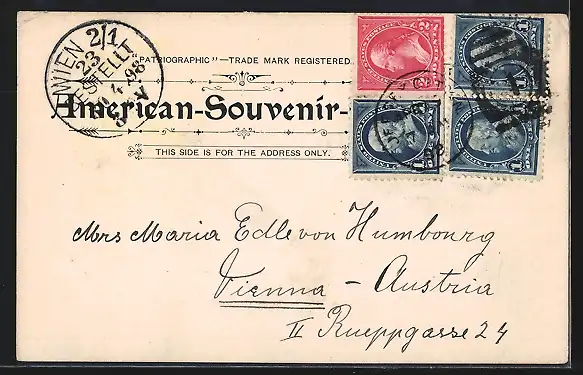 WIEN 2/1
23 4 98
BESTELLT
"PATRIOGRAPHIC"—TRADE MARK REGISTERED.
American-Souvenir-
THIS SIDE IS FOR THE ADDRESS ONLY.
Mrs Maria Edle von Humbourg
Vienna - Austria
II Rueppgasse 24